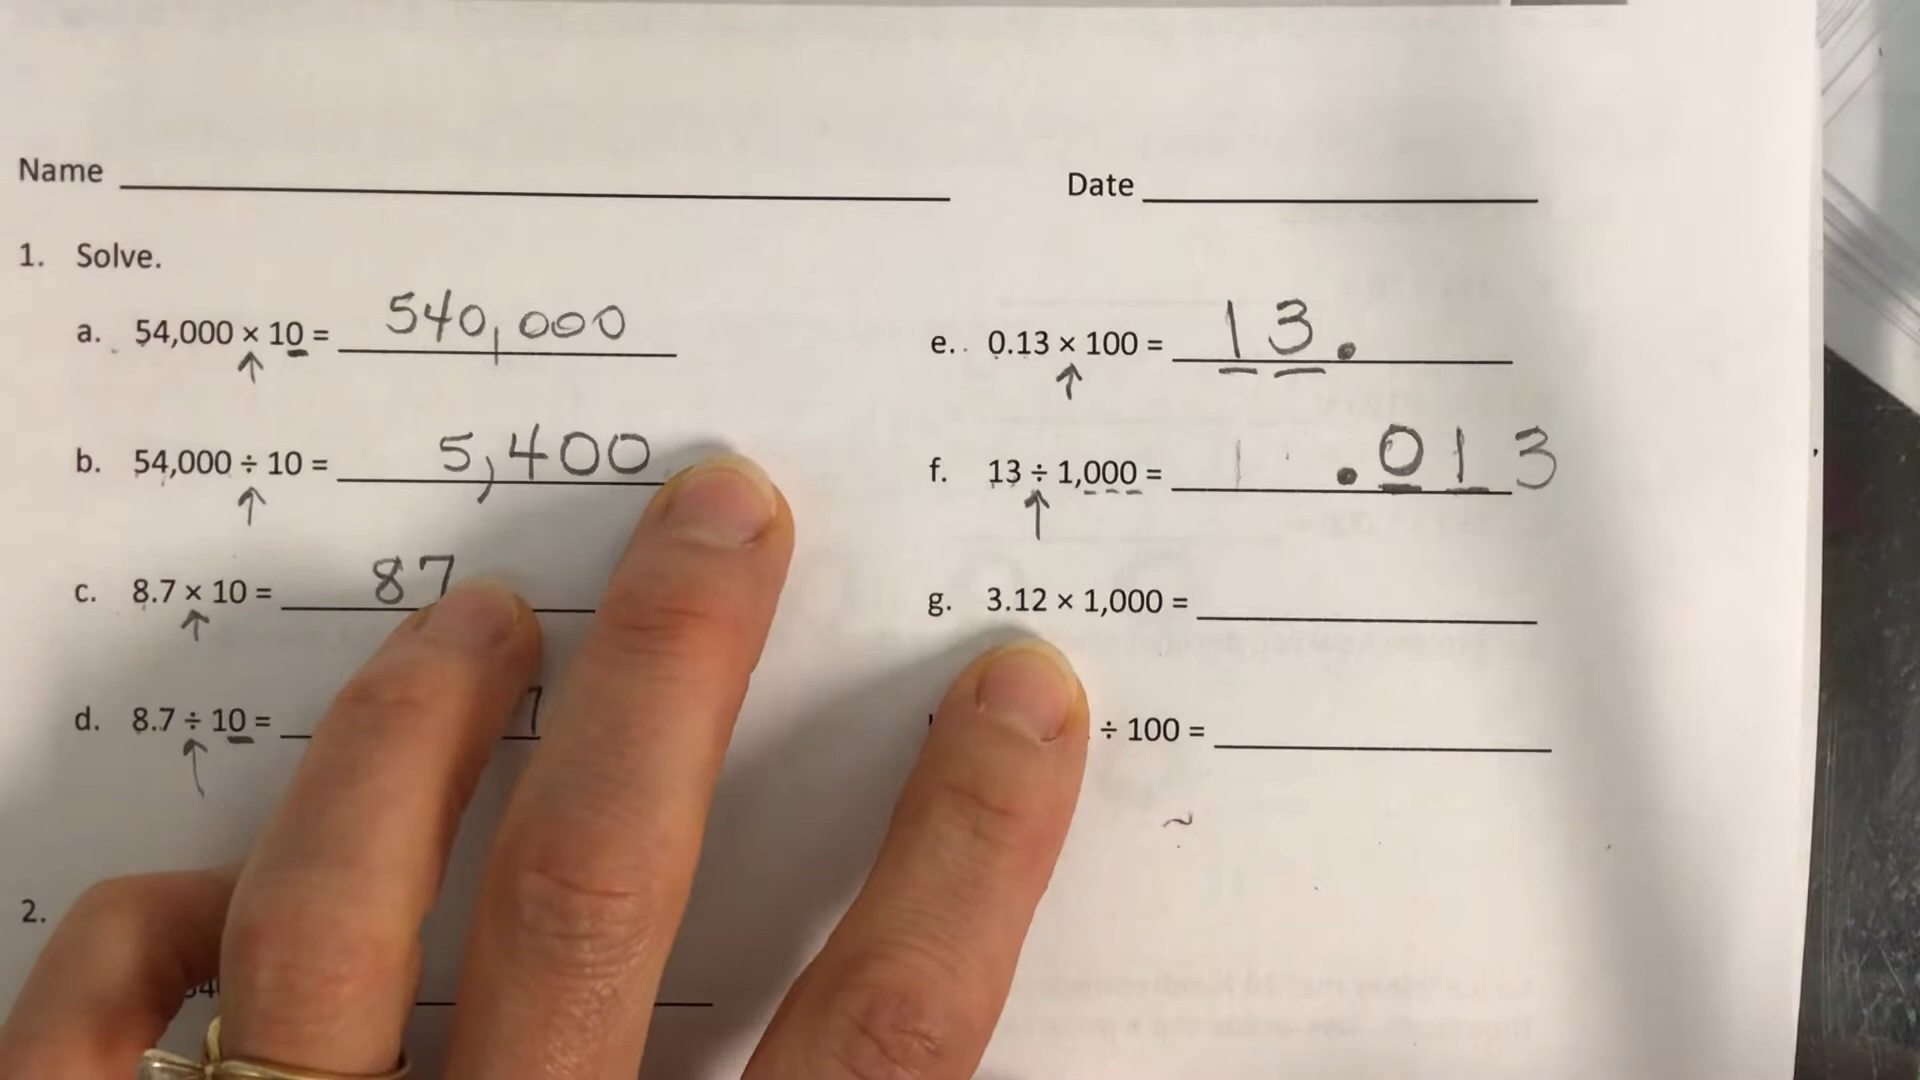 Name Date
1. Solve.
a. 54,000 × 10 = 540,000
b. 54,000 ÷ 10 = 5,400
c. 8.7 × 10 = 87
d. 8.7 ÷ 10 = 7
e. 0.13 × 100 = 13.
f. 13 ÷ 1,000 = .013
g. 3.12 × 1,000 =
÷ 100 =
2.